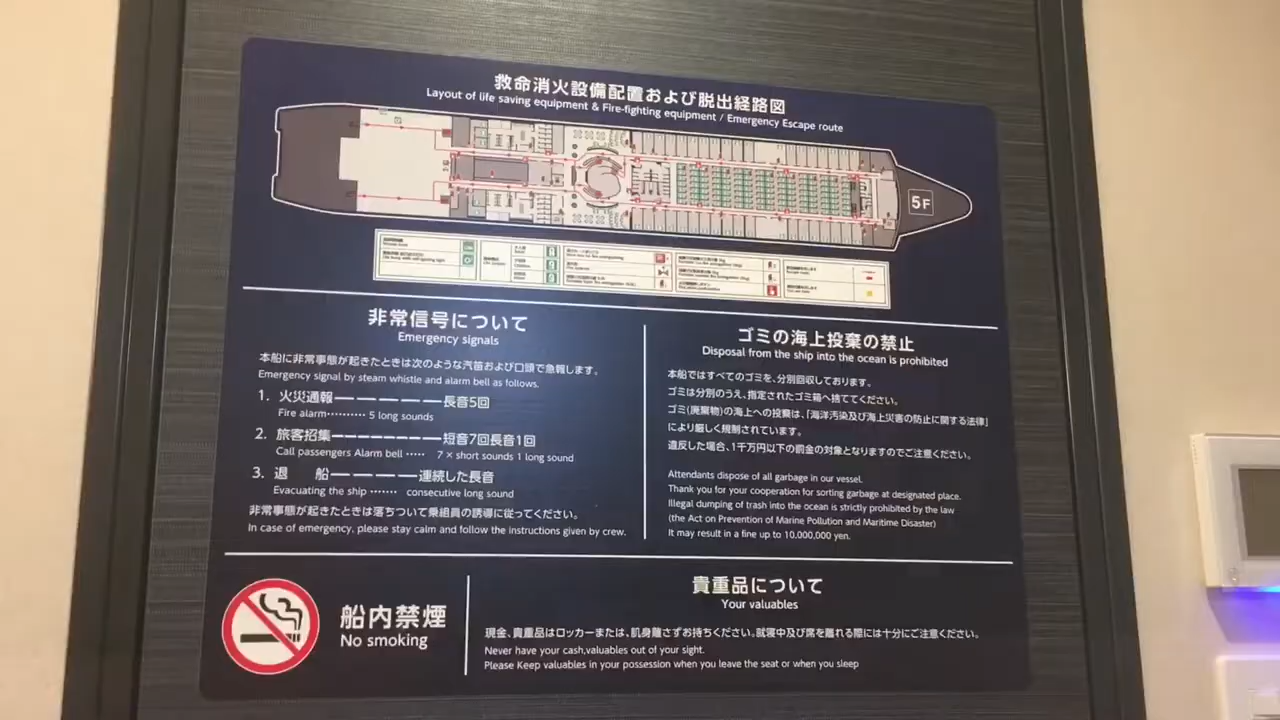 救命消火設備配置および脱出経路図
Layout of life saving equipment & Fire-fighting equipment / Emergency Escape route
5F
非常信号について
Emergency signals
本船に非常事態が起きたときは次のような汽笛および口頭で急報します。
Emergency signal by steam whistle and alarm bell as follows.
1. 火災通報— — — — —長音5回
Fire alarm·········· 5 long sounds
2. 旅客招集––––––––—短音7回長音1回
Call passengers Alarm bell ····· 7 × short sounds 1 long sound
3. 退 船— — — —連続した長音
Evacuating the ship ······· consecutive long sound
非常事態が起きたときは落ちついて乗組員の誘導に従ってください。
In case of emergency, please stay calm and follow the instructions given by crew.
ゴミの海上投棄の禁止
Disposal from the ship into the ocean is prohibited
本船ではすべてのゴミを、分別回収しております。
ゴミは分別のうえ、指定されたゴミ箱へ捨ててください。
ゴミ(廃棄物)の海上への投棄は、「海洋汚染及び海上災害の防止に関する法律」
により厳しく規制されています。
違反した場合、1千万円以下の罰金の対象となりますのでご注意ください。
Attendants dispose of all garbage in our vessel.
Thank you for your cooperation for sorting garbage at designated place.
Illegal dumping of trash into the ocean is strictly prohibited by the law
(the Act on Prevention of Marine Pollution and Maritime Disaster)
It may result in a fine up to 10,000,000 yen.
船内禁煙
No smoking
貴重品について
Your valuables
現金、貴重品はロッカーまたは、肌身離さずお持ちください。就寝中及び席を離れる際には十分にご注意ください。
Never have your cash,valuables out of your sight.
Please Keep valuables in your possession when you leave the seat or when you sleep